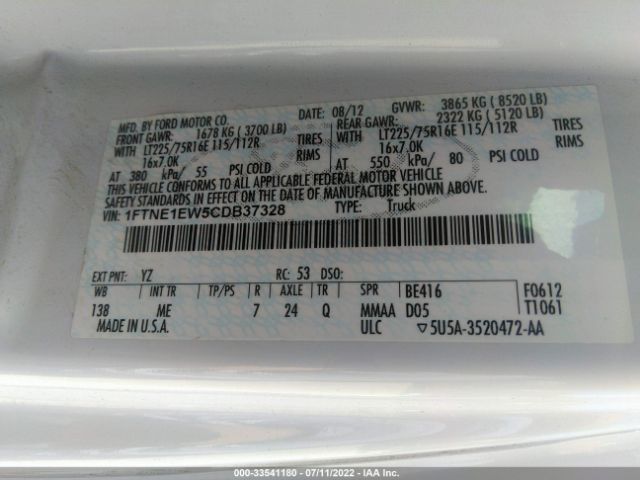 MFD. BY FORD MOTOR CO. DATE: 08/12 GVWR: 3865 KG ( 8520 LB)
FRONT GAWR: 1678 KG ( 3700 LB) REAR GAWR: 2322 KG ( 5120 LB)
WITH LT225/75R16E 115/112R TIRES WITH LT225/75R16E 115/112R TIRES
16x7.0K RIMS 16x7.0K RIMS
AT 380 kPa/ 55 PSI COLD AT 550 kPa/ 80 PSI COLD
THIS VEHICLE CONFORMS TO ALL APPLICABLE FEDERAL MOTOR VEHICLE
SAFETY STANDARDS IN EFFECT ON THE DATE OF MANUFACTURE SHOWN ABOVE.
VIN: 1FTNE1EW5CDB37328 TYPE: Truck
EXT PNT: YZ RC: 53 DSO:
WB INT TR TP/PS R AXLE TR SPR BE416 F0612
138 ME 7 24 Q MMAA D05 T1061
MADE IN U.S.A. ULC ▽5U5A-3520472-AA
000-33541180 - 07/11/2022 - IAA Inc.